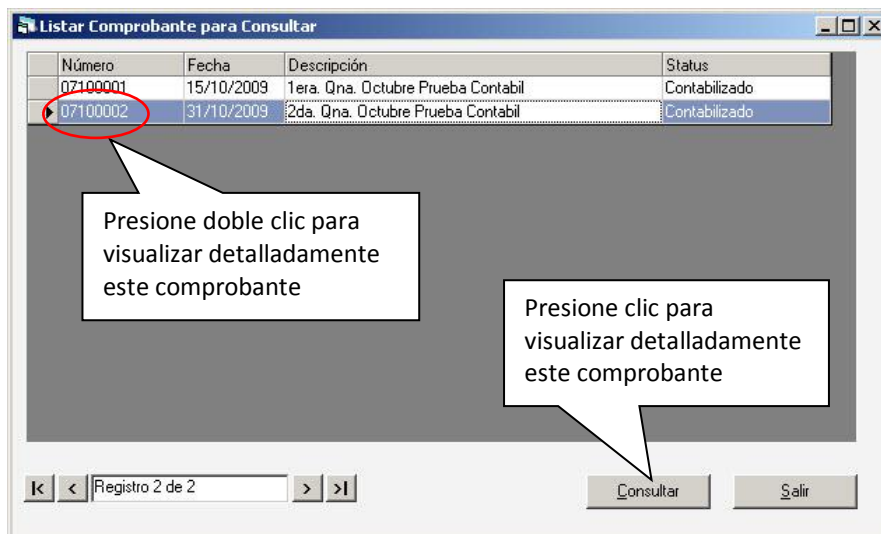 Listar Comprobante para Consultar
Número Fecha Descripción Status
07100001 15/10/2009 1era. Qna. Octubre Prueba Contabil Contabilizado
07100002 31/10/2009 2da. Qna. Octubre Prueba Contabil Contabilizado
Presione doble clic para
visualizar detalladamente
este comprobante
Presione clic para
visualizar detalladamente
este comprobante
Registro 2 de 2
Consultar Salir